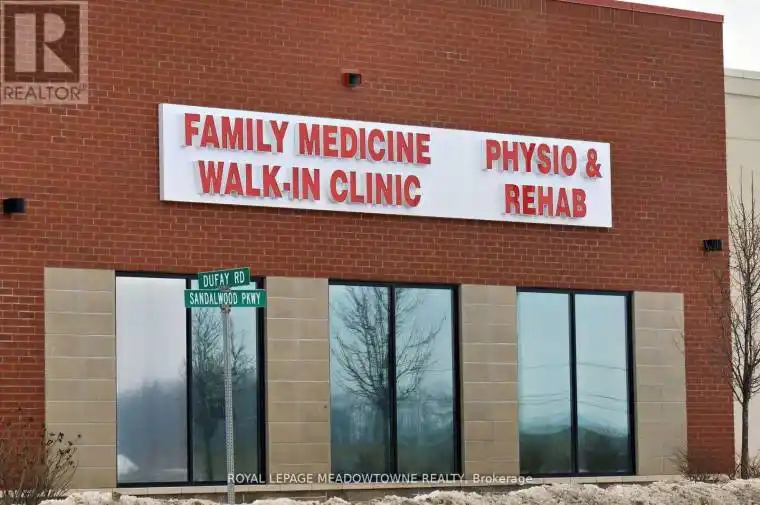 REALTOR®
FAMILY MEDICINE
WALK-IN CLINIC
PHYSIO &
REHAB
DUFAY RD
SANDALWOOD PKWY
ROYAL LEPAGE MEADOWTOWNE REALTY, Brokerage